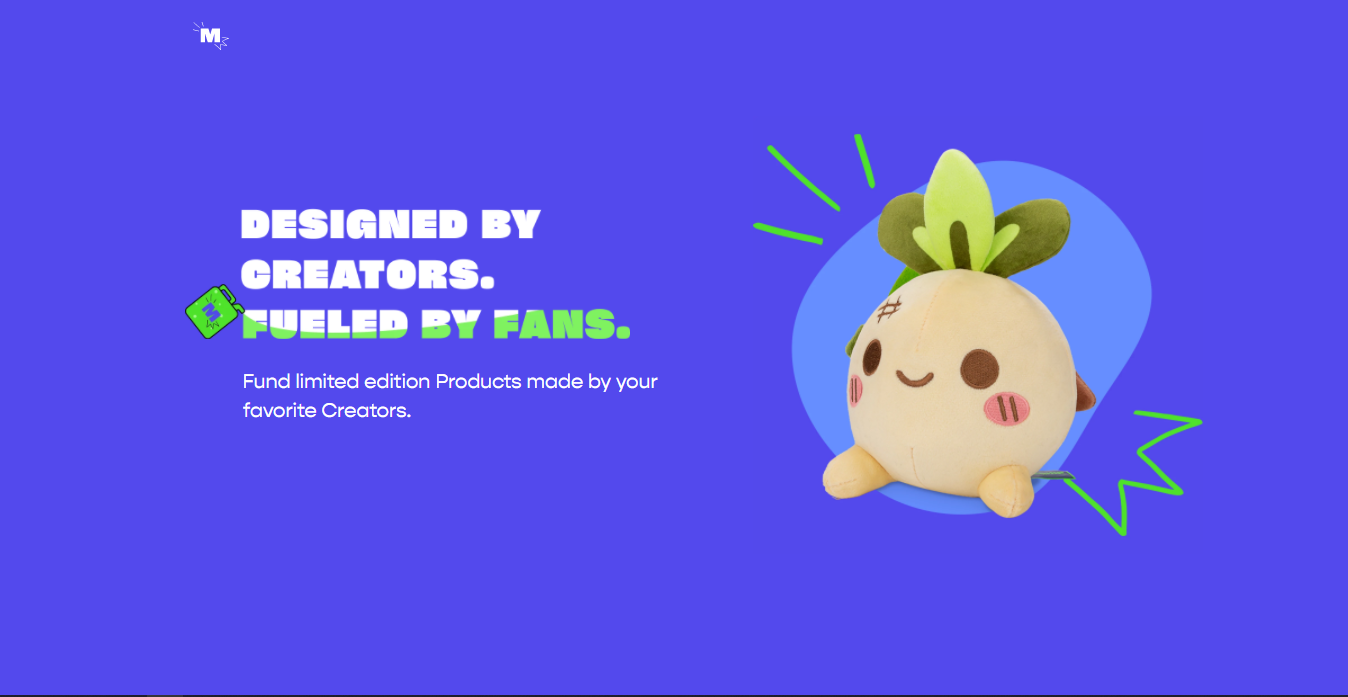 M
DESIGNED BY
CREATORS.
FUELED BY FANS.
M
Fund limited edition Products made by your
favorite Creators.